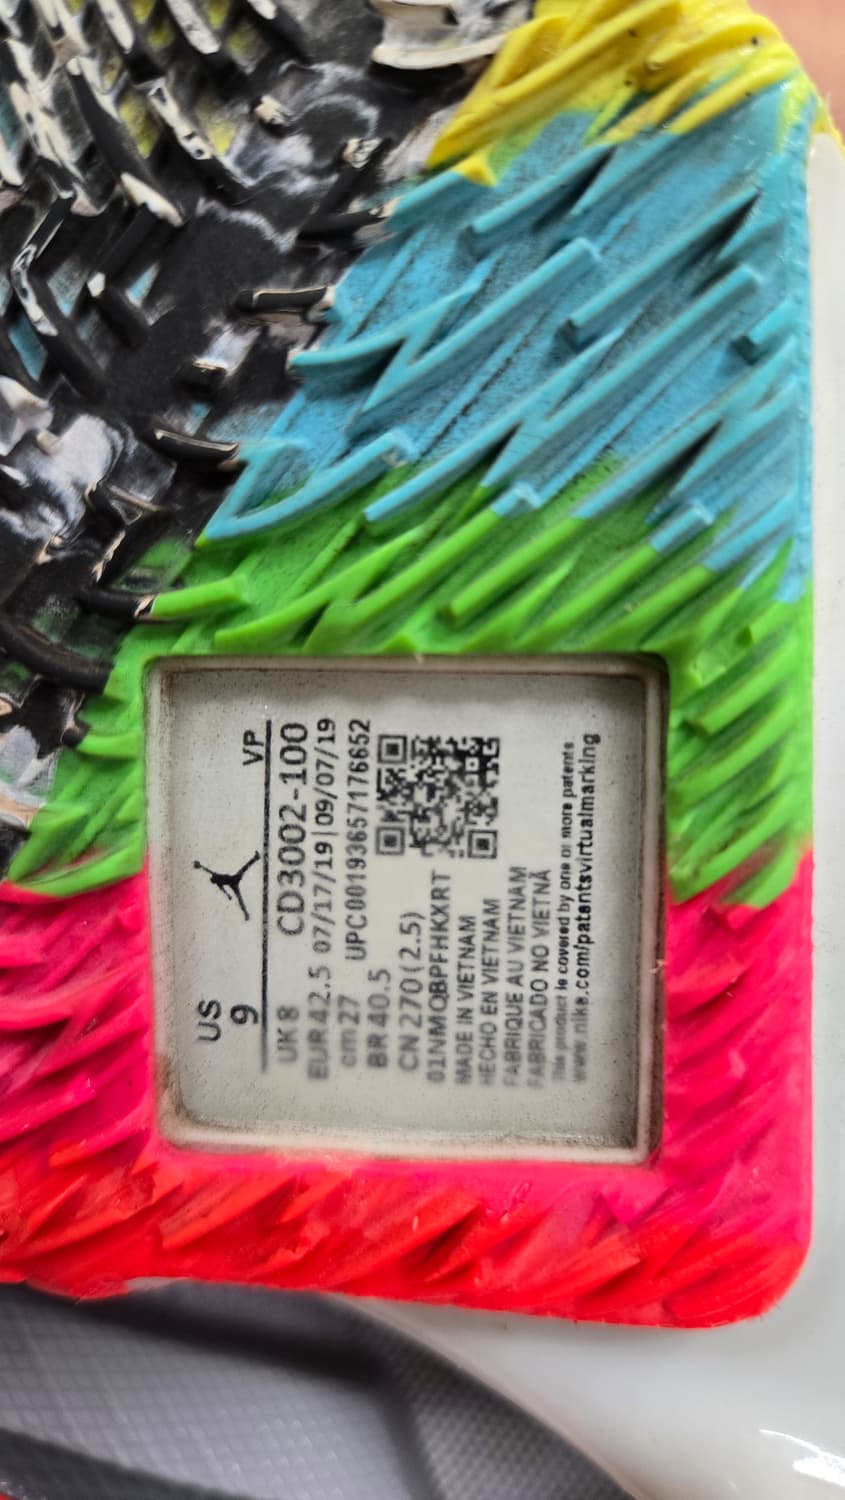 US
9
VP
UK 8
CD3002-100
EUR 42.5 07/17/19|09/07/19
cm 27 UPC00193657176652
BR 40.5
CN 270(2.5)
01NMQBPFHKXRT
MADE IN VIETNAM
HECHO EN VIETNAM
FABRIQUE AU VIETNAM
FABRICADO NO VIETNÃ
This product is covered by one or more patents
www.nike.com/patentsvirtualmarking